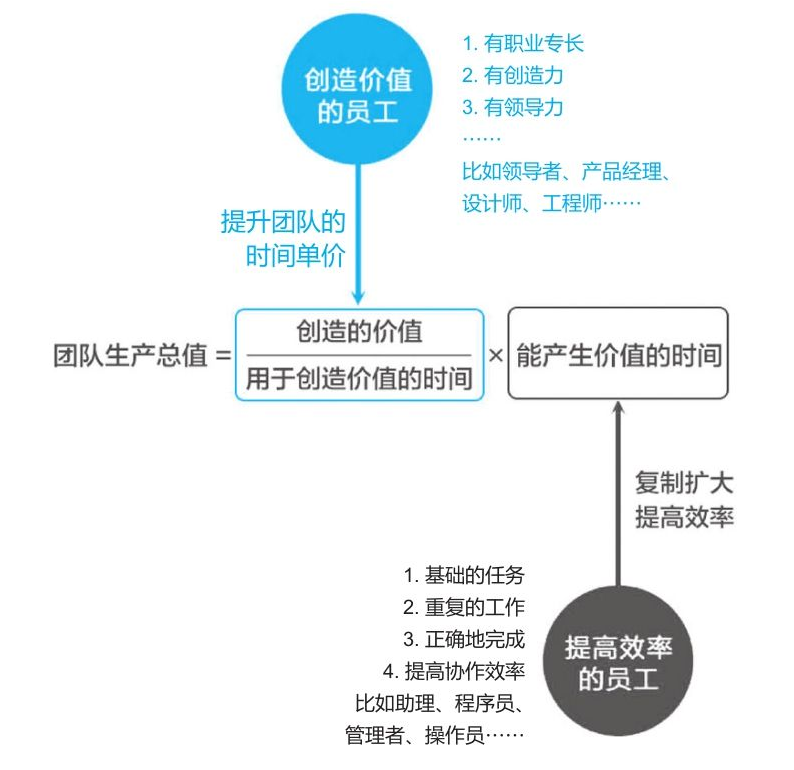 创造价值
的员工
1. 有职业专长
2. 有创造力
3. 有领导力
……
比如领导者、产品经理、
设计师、工程师……
提升团队的
时间单价
团队生产总值 =
创造的价值
用于创造价值的时间
×
能产生价值的时间
复制扩大
提高效率
1. 基础的任务
2. 重复的工作
3. 正确地完成
4. 提高协作效率
比如助理、程序员、
管理者、操作员……
提高效率
的员工